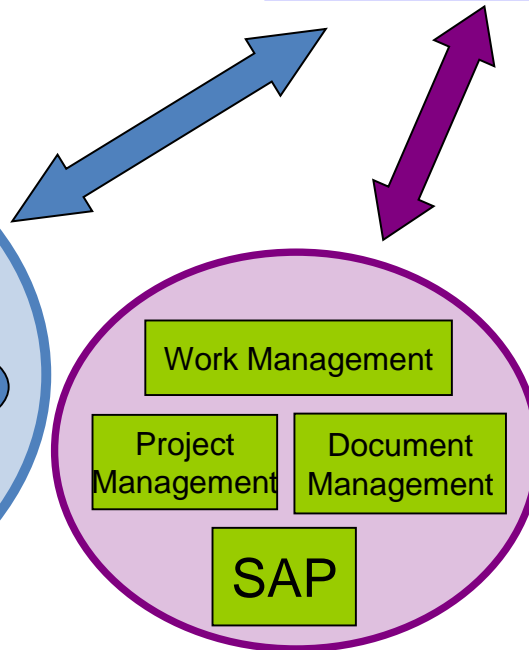 Work Management
Project
Management
Document
Management
SAP